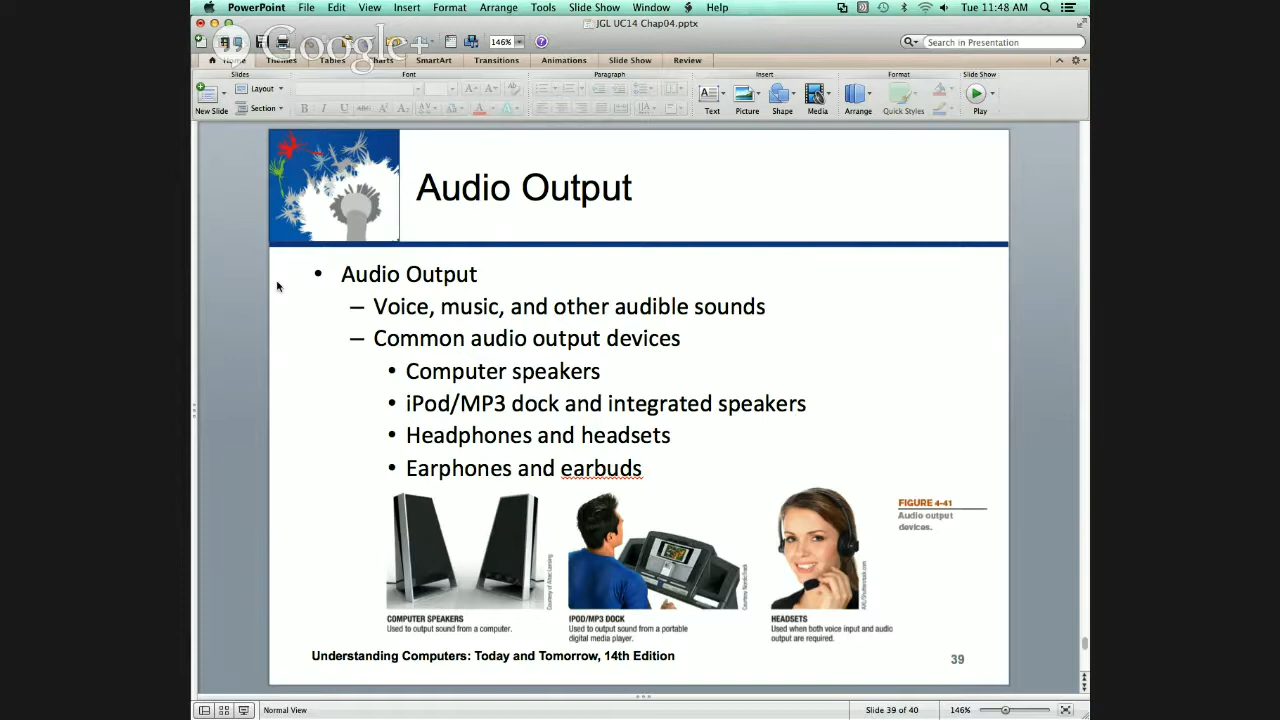 PowerPoint File Edit View Insert Format Arrange Tools Slide Show Window Help Tue 11:48 AM
JGL UC14 Chap04.pptx
Google+
146% Search in Presentation
Home Themes Tables Charts SmartArt Transitions Animations Slide Show Review
Slides Font Paragraph Insert Format Slide Show
Layout
Section
New Slide Text Picture Shape Media Arrange Quick Styles Play
Audio Output
• Audio Output
– Voice, music, and other audible sounds
– Common audio output devices
• Computer speakers
• iPod/MP3 dock and integrated speakers
• Headphones and headsets
• Earphones and earbuds
FIGURE 4-41
Audio output
devices.
COMPUTER SPEAKERS
Used to output sound from a computer.
IPOD/MP3 DOCK
Used to output sound from a portable
digital media player.
HEADSETS
Used when both voice input and audio
output are required.
Understanding Computers: Today and Tomorrow, 14th Edition
39
Normal View Slide 39 of 40 146%